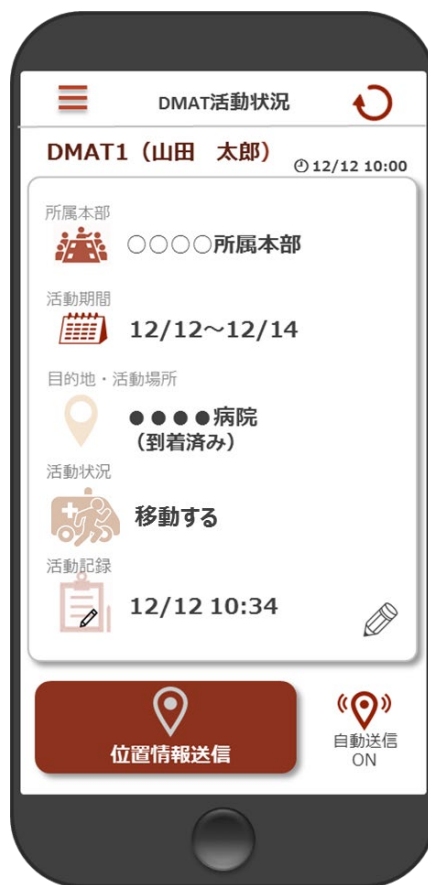 DMAT活動状況
DMAT1（山田　太郎）
12/12 10:00
所属本部
○○○○所属本部
活動期間
12/12～12/14
目的地・活動場所
●●●●病院
（到着済み）
活動状況
移動する
活動記録
12/12 10:34
位置情報送信
自動送信
ON